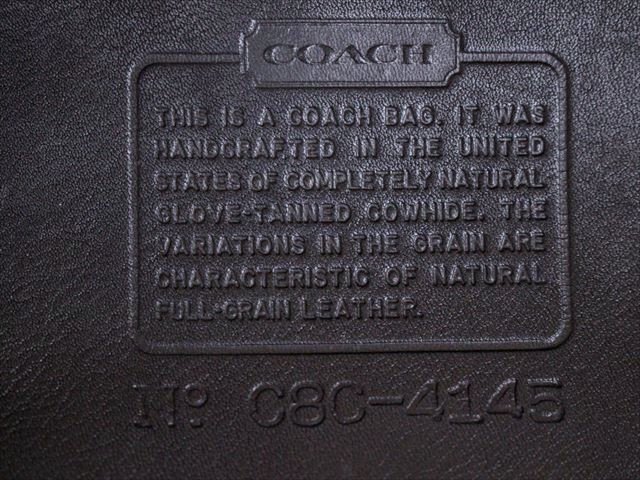 COACH
THIS IS A COACH BAG. IT WAS
HANDCRAFTED IN THE UNITED
STATES OF COMPLETELY NATURAL
GLOVE-TANNED COWHIDE. THE
VARIATIONS IN THE GRAIN ARE
CHARACTERISTIC OF NATURAL
FULL-GRAIN LEATHER.
Nº C8C-4145